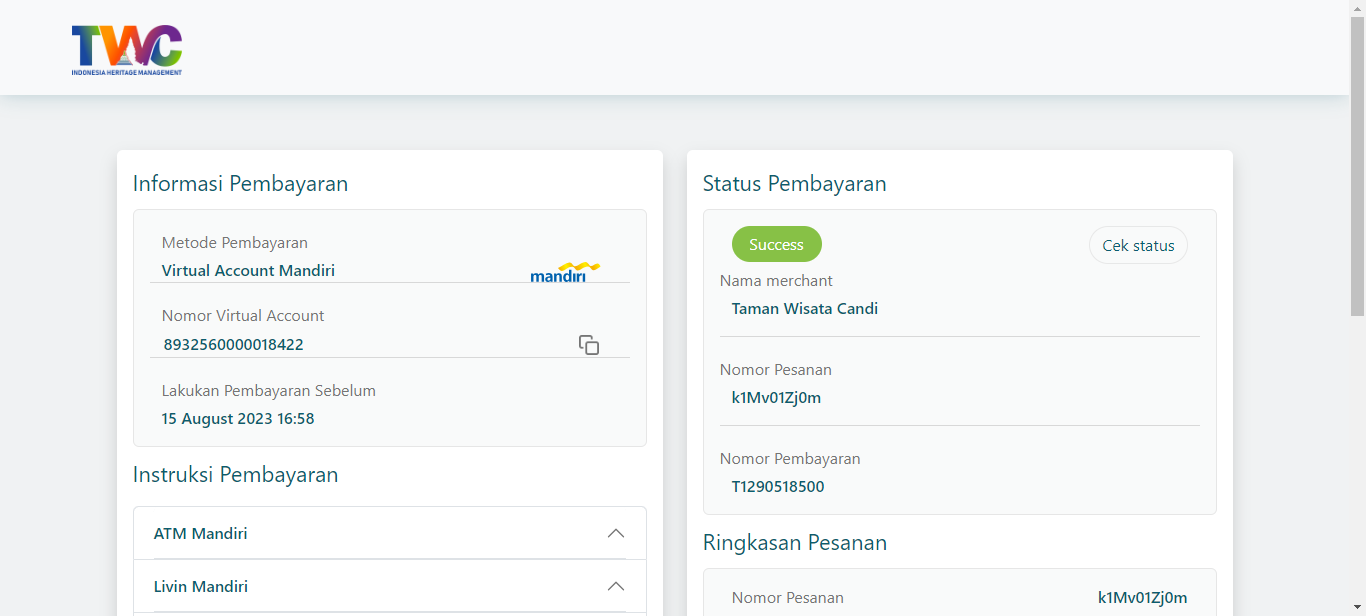 TWC
INDONESIA HERITAGE MANAGEMENT
Informasi Pembayaran
Metode Pembayaran
Virtual Account Mandiri
mandiri
Nomor Virtual Account
8932560000018422
Lakukan Pembayaran Sebelum
15 August 2023 16:58
Instruksi Pembayaran
ATM Mandiri
Livin Mandiri
Status Pembayaran
Success
Cek status
Nama merchant
Taman Wisata Candi
Nomor Pesanan
k1Mv01Zj0m
Nomor Pembayaran
T1290518500
Ringkasan Pesanan
Nomor Pesanan k1Mv01Zj0m